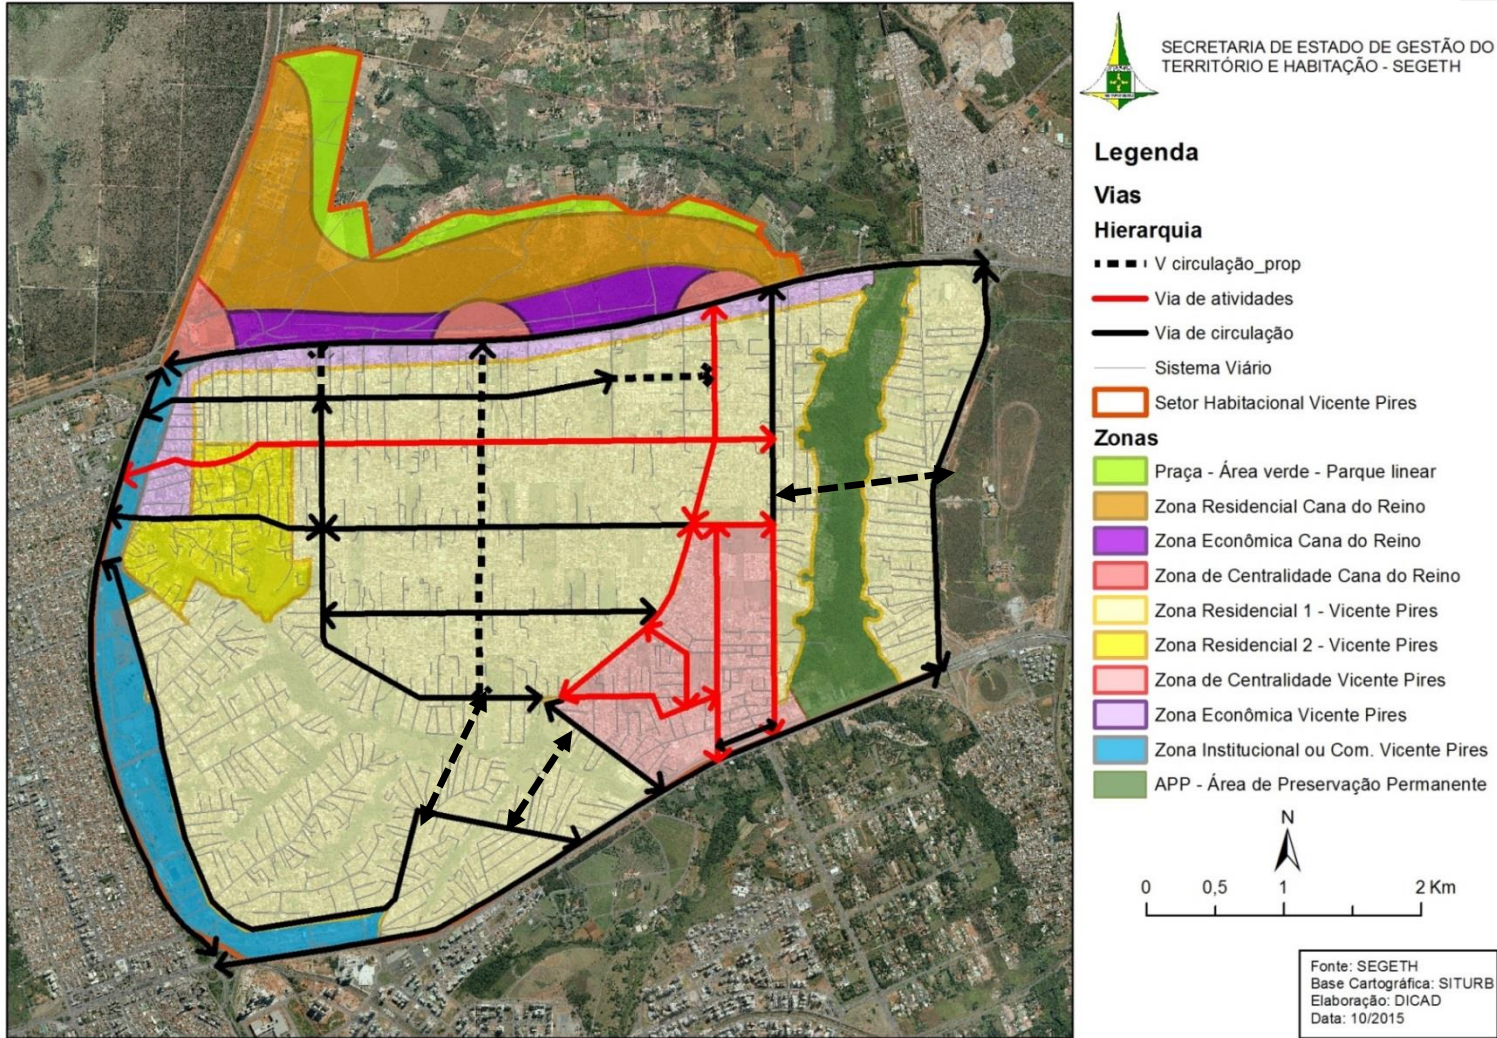 SECRETARIA DE ESTADO DE GESTÃO DO
TERRITÓRIO E HABITAÇÃO - SEGETH
Legenda
Vias
Hierarquia
V circulação_prop
Via de atividades
Via de circulação
Sistema Viário
Setor Habitacional Vicente Pires
Zonas
Praça - Área verde - Parque linear
Zona Residencial Cana do Reino
Zona Econômica Cana do Reino
Zona de Centralidade Cana do Reino
Zona Residencial 1 - Vicente Pires
Zona Residencial 2 - Vicente Pires
Zona de Centralidade Vicente Pires
Zona Econômica Vicente Pires
Zona Institucional ou Com. Vicente Pires
APP - Área de Preservação Permanente
N
0 0,5 1 2 Km
Fonte: SEGETH
Base Cartográfica: SITURB
Elaboração: DICAD
Data: 10/2015